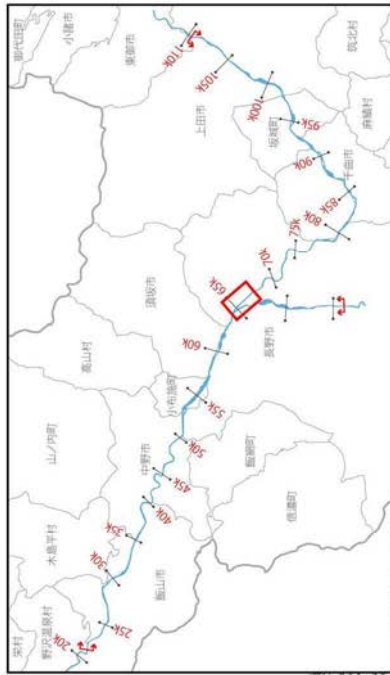 御代田町
小諸市
東御市
110k
105k
上田市
100k
筑北村
麻績村
坂城町
95k
90k
千曲市
85k
80k
75k
70k
65k
長野市
須坂市
高山村
60k
小布施町
55k
50k
飯綱町
信濃町
山ノ内町
中野市
45k
40k
35k
木島平村
30k
飯山市
25k
野沢温泉村
20k
栄村